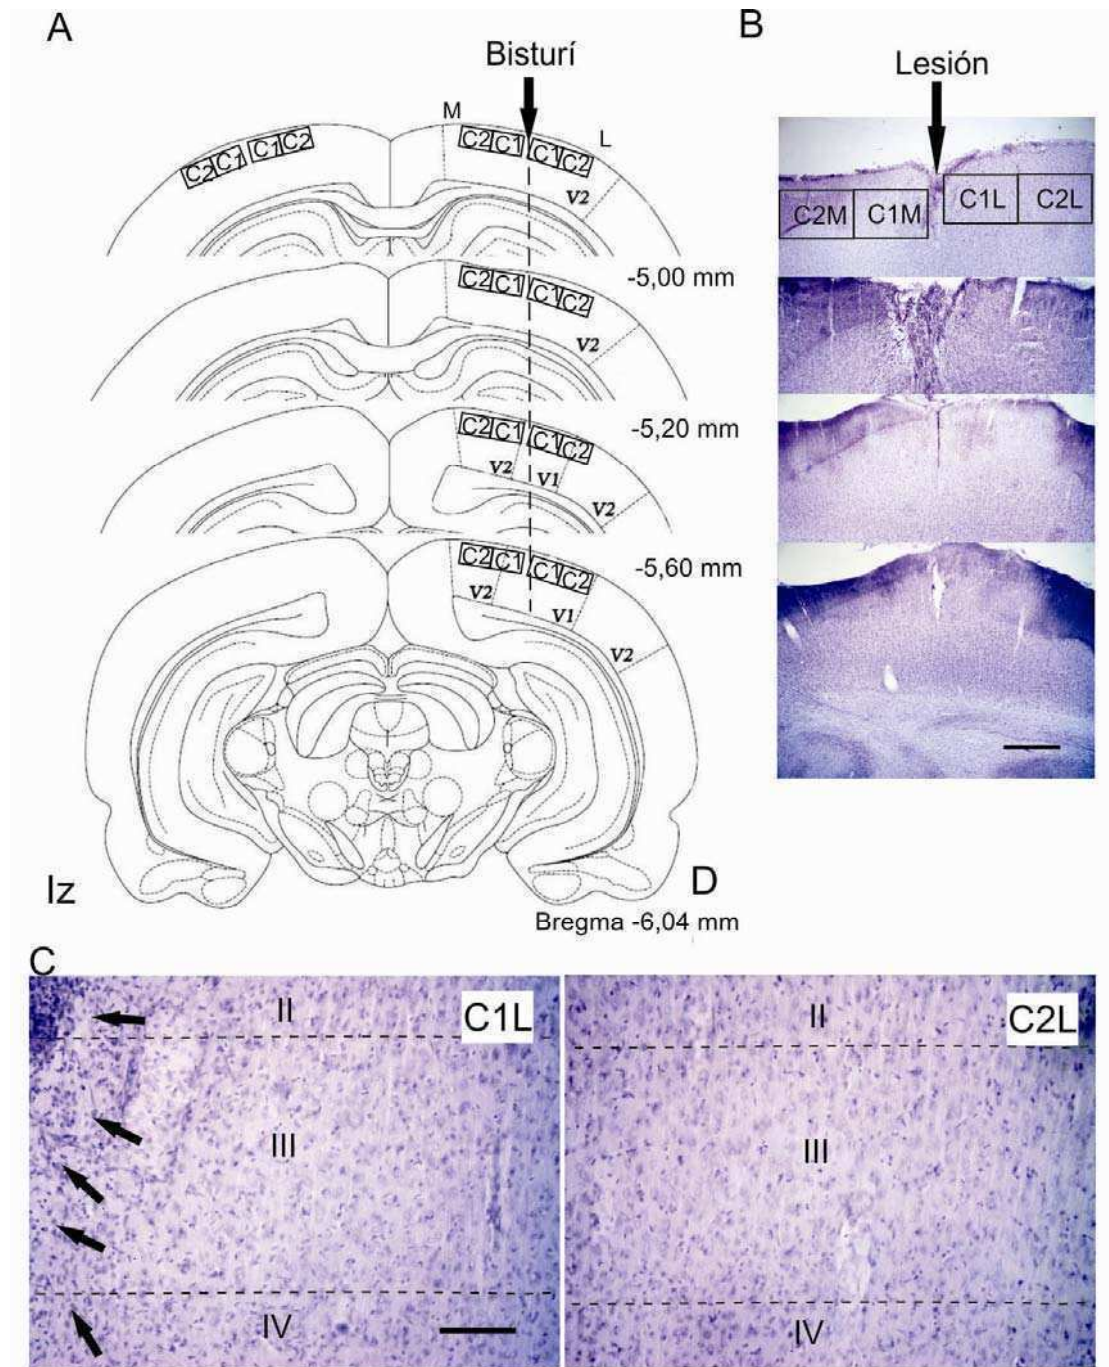 A
Bisturí
M
L
C2 C1 C1 C2 C2 C1 C1 C2
V2
-5,00 mm
C2 C1 C1 C2
V2
-5,20 mm
C2 C1 C1 C2
V2 V1
V2
-5,60 mm
C2 C1 C1 C2
V2 V1
V2
Iz
D
Bregma -6,04 mm
B
Lesión
C2M C1M C1L C2L
C
II C1L
III
IV
II C2L
III
IV